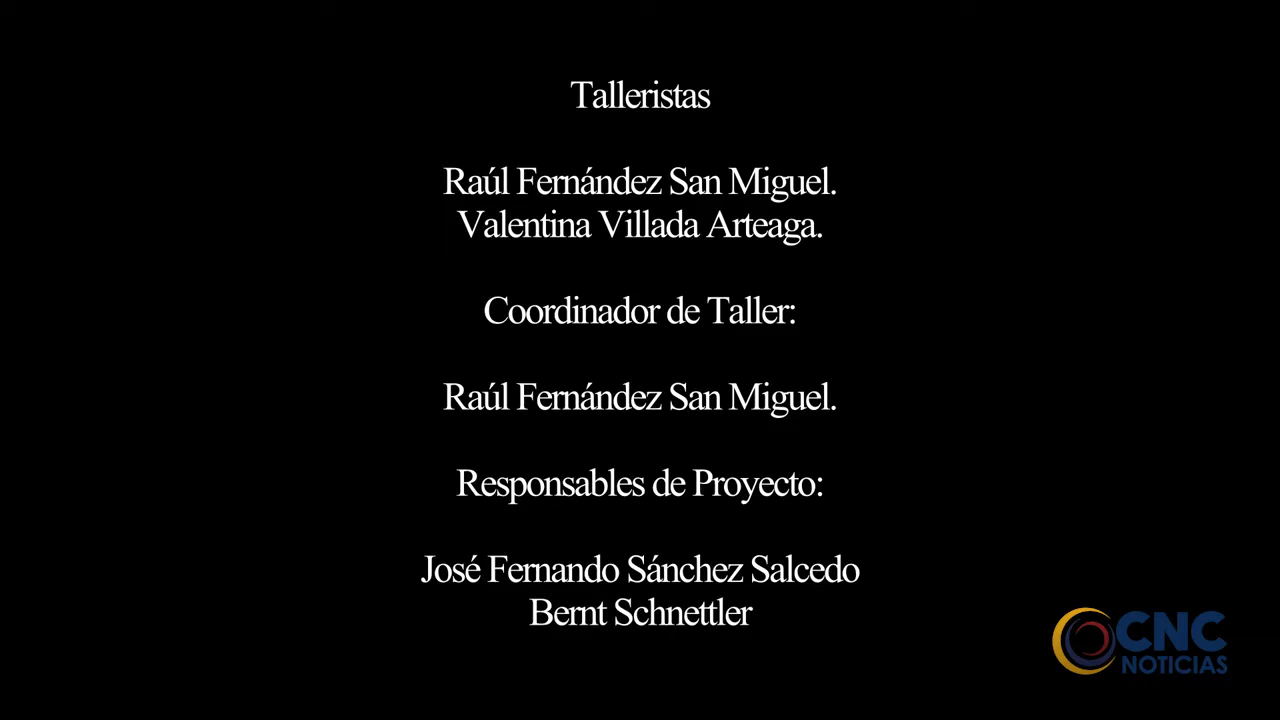 Talleristas
Raúl Fernández San Miguel.
Valentina Villada Arteaga.
Coordinador de Taller:
Raúl Fernández San Miguel.
Responsables de Proyecto:
José Fernando Sánchez Salcedo
Bernt Schnettler
CNC
NOTICIAS